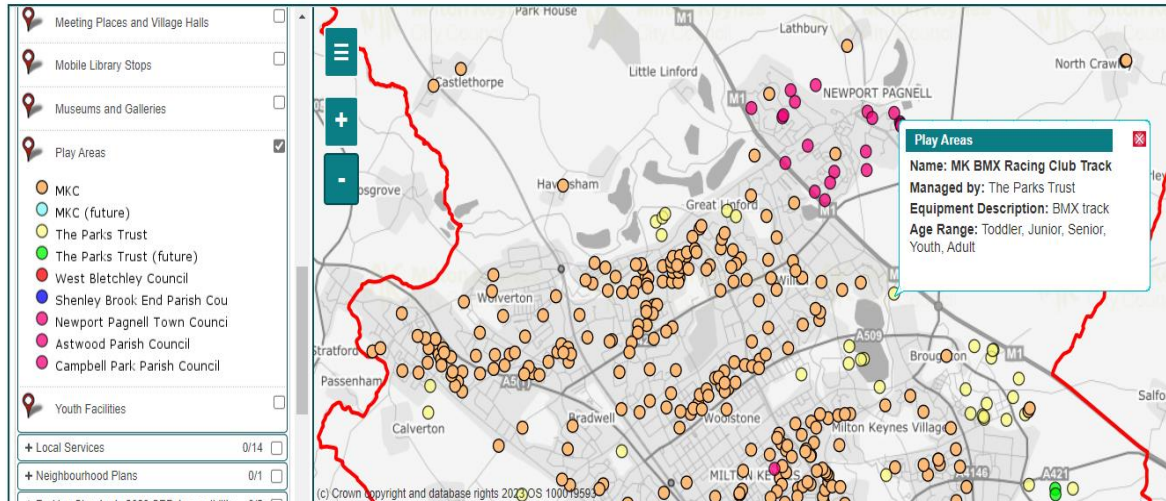 Meeting Places and Village Halls
Mobile Library Stops
Museums and Galleries
Play Areas
MKC
MKC (future)
The Parks Trust
The Parks Trust (future)
West Bletchley Council
Shenley Brook End Parish Cou
Newport Pagnell Town Counci
Astwood Parish Council
Campbell Park Parish Council
Youth Facilities
+ Local Services 0/14
+ Neighbourhood Plans 0/1
+
-
Park House
M1
Lathbury
Castlethorpe
Little Linford
North Crawley
M1
NEWPORT PAGNELL
Play Areas
Name: MK BMX Racing Club Track
Managed by: The Parks Trust
Equipment Description: BMX track
Age Range: Toddler, Junior, Senior,
Youth, Adult
Great Linford
M1
Wolverton
A509
Stratford
Broughton
M1
Passenham
Bradwell
Woolstone
Calverton
Milton Keynes Village
MILTON KEYNES
A4146
A421
(c) Crown copyright and database rights 2023 OS 100019593